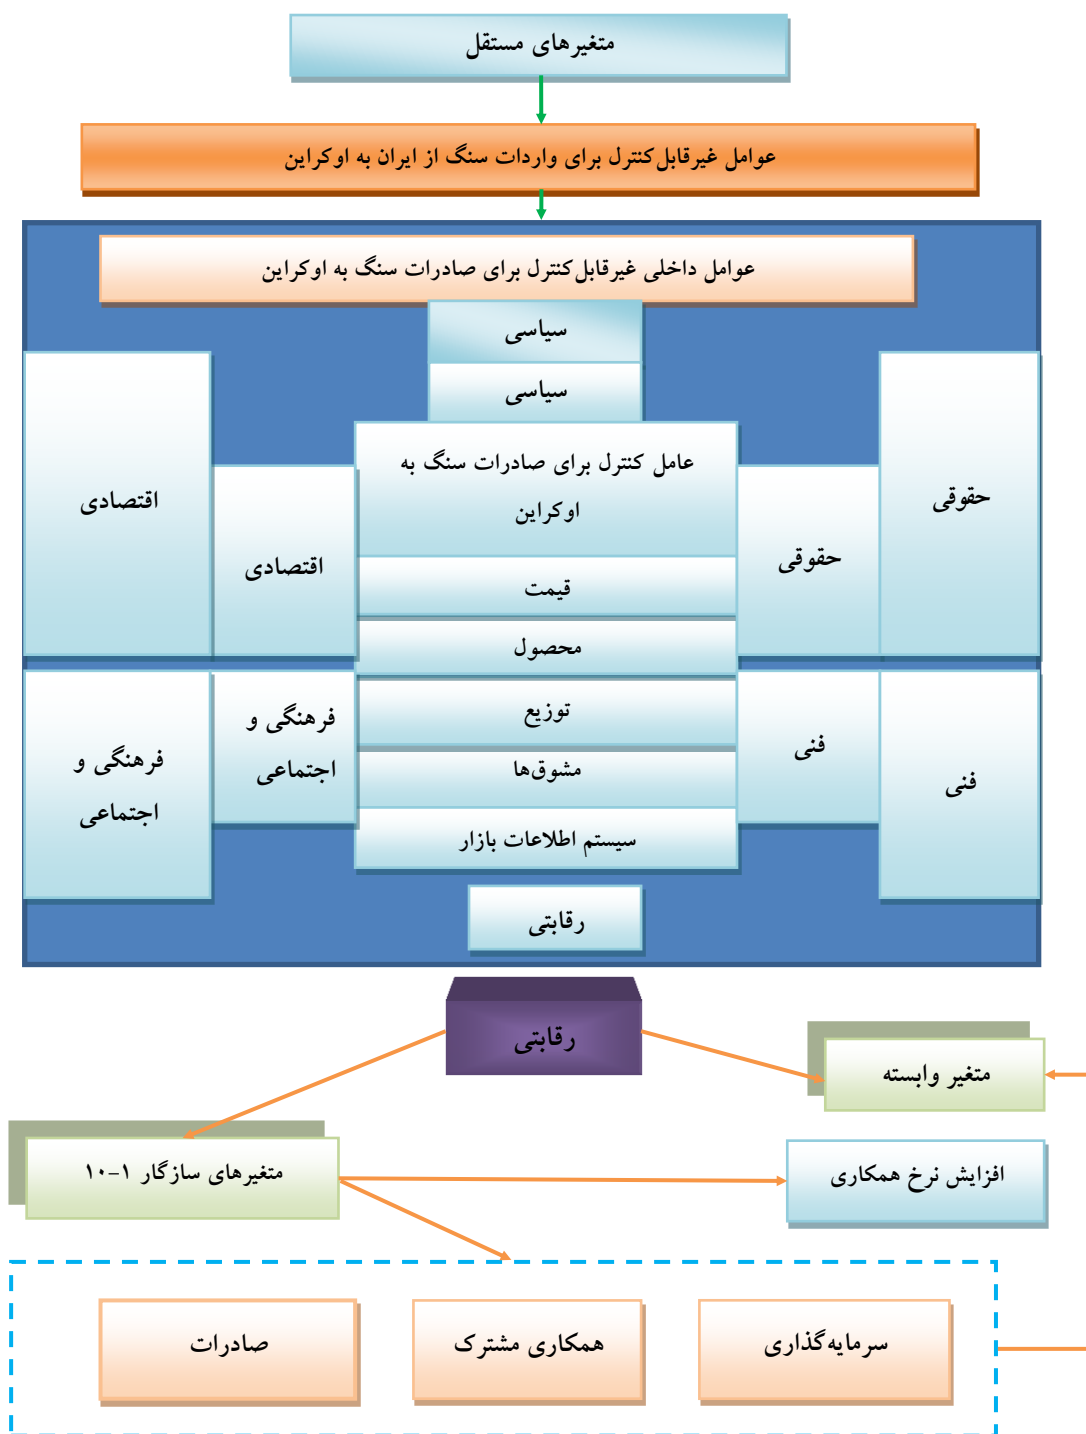 متغیرهای مستقل
عوامل غیرقابل‌کنترل برای واردات سنگ از ایران به اوکراین
عوامل داخلی غیرقابل‌کنترل برای صادرات سنگ به اوکراین
سیاسی
سیاسی
حقوقی
حقوقی
عامل کنترل برای صادرات سنگ به
اوکراین
اقتصادی
اقتصادی
قیمت
محصول
توزیع
مشوق‌ها
سیستم اطلاعات بازار
فنی
فنی
فرهنگی و
اجتماعی
فرهنگی و
اجتماعی
رقابتی
رقابتی
متغیر وابسته
افزایش نرخ همکاری
متغیرهای سازگار ۱-۱۰
سرمایه‌گذاری
همکاری مشترک
صادرات